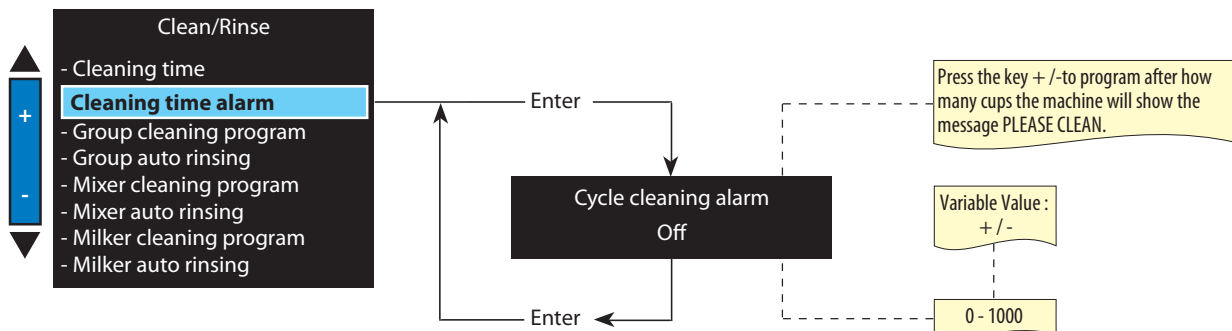 Clean/Rinse
- Cleaning time
Cleaning time alarm
- Group cleaning program
- Group auto rinsing
- Mixer cleaning program
- Mixer auto rinsing
- Milker cleaning program
- Milker auto rinsing
+
-
Enter
Cycle cleaning alarm
Off
Enter
Press the key + /-to program after how
many cups the machine will show the
message PLEASE CLEAN.
Variable Value :
+ / -
0 - 1000